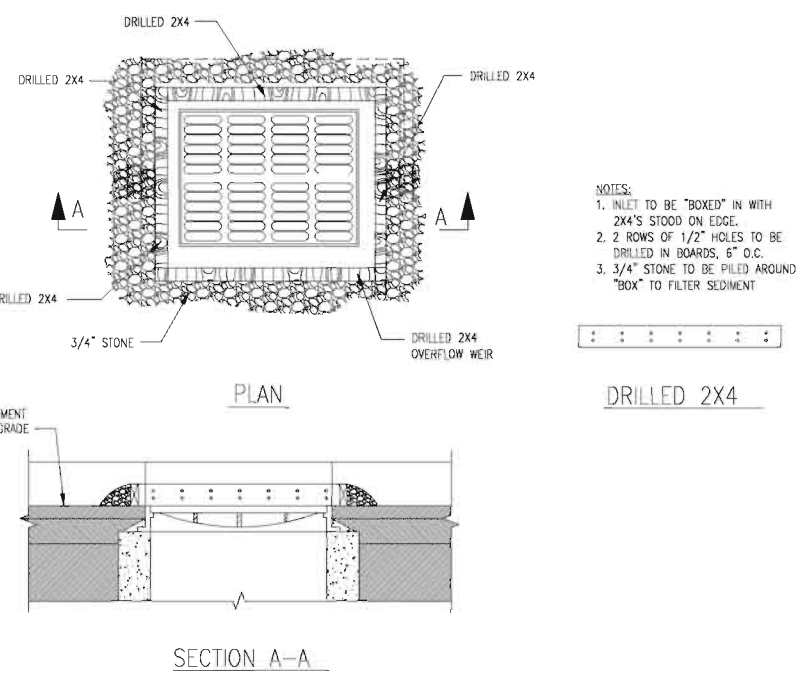 DRILLED 2X4
DRILLED 2X4
DRILLED 2X4
A
A
2X4
3/4" STONE
DRILLED 2X4
OVERFLOW WEIR
PLAN
NOTES:
1. INLET TO BE "BOXED" IN WITH
2X4'S STOOD ON EDGE.
2. 2 ROWS OF 1/2" HOLES TO BE
DRILLED IN BOARDS, 6" O.C.
3. 3/4" STONE TO BE PILED AROUND
"BOX" TO FILTER SEDIMENT
DRILLED 2X4
GRADE
SECTION A-A